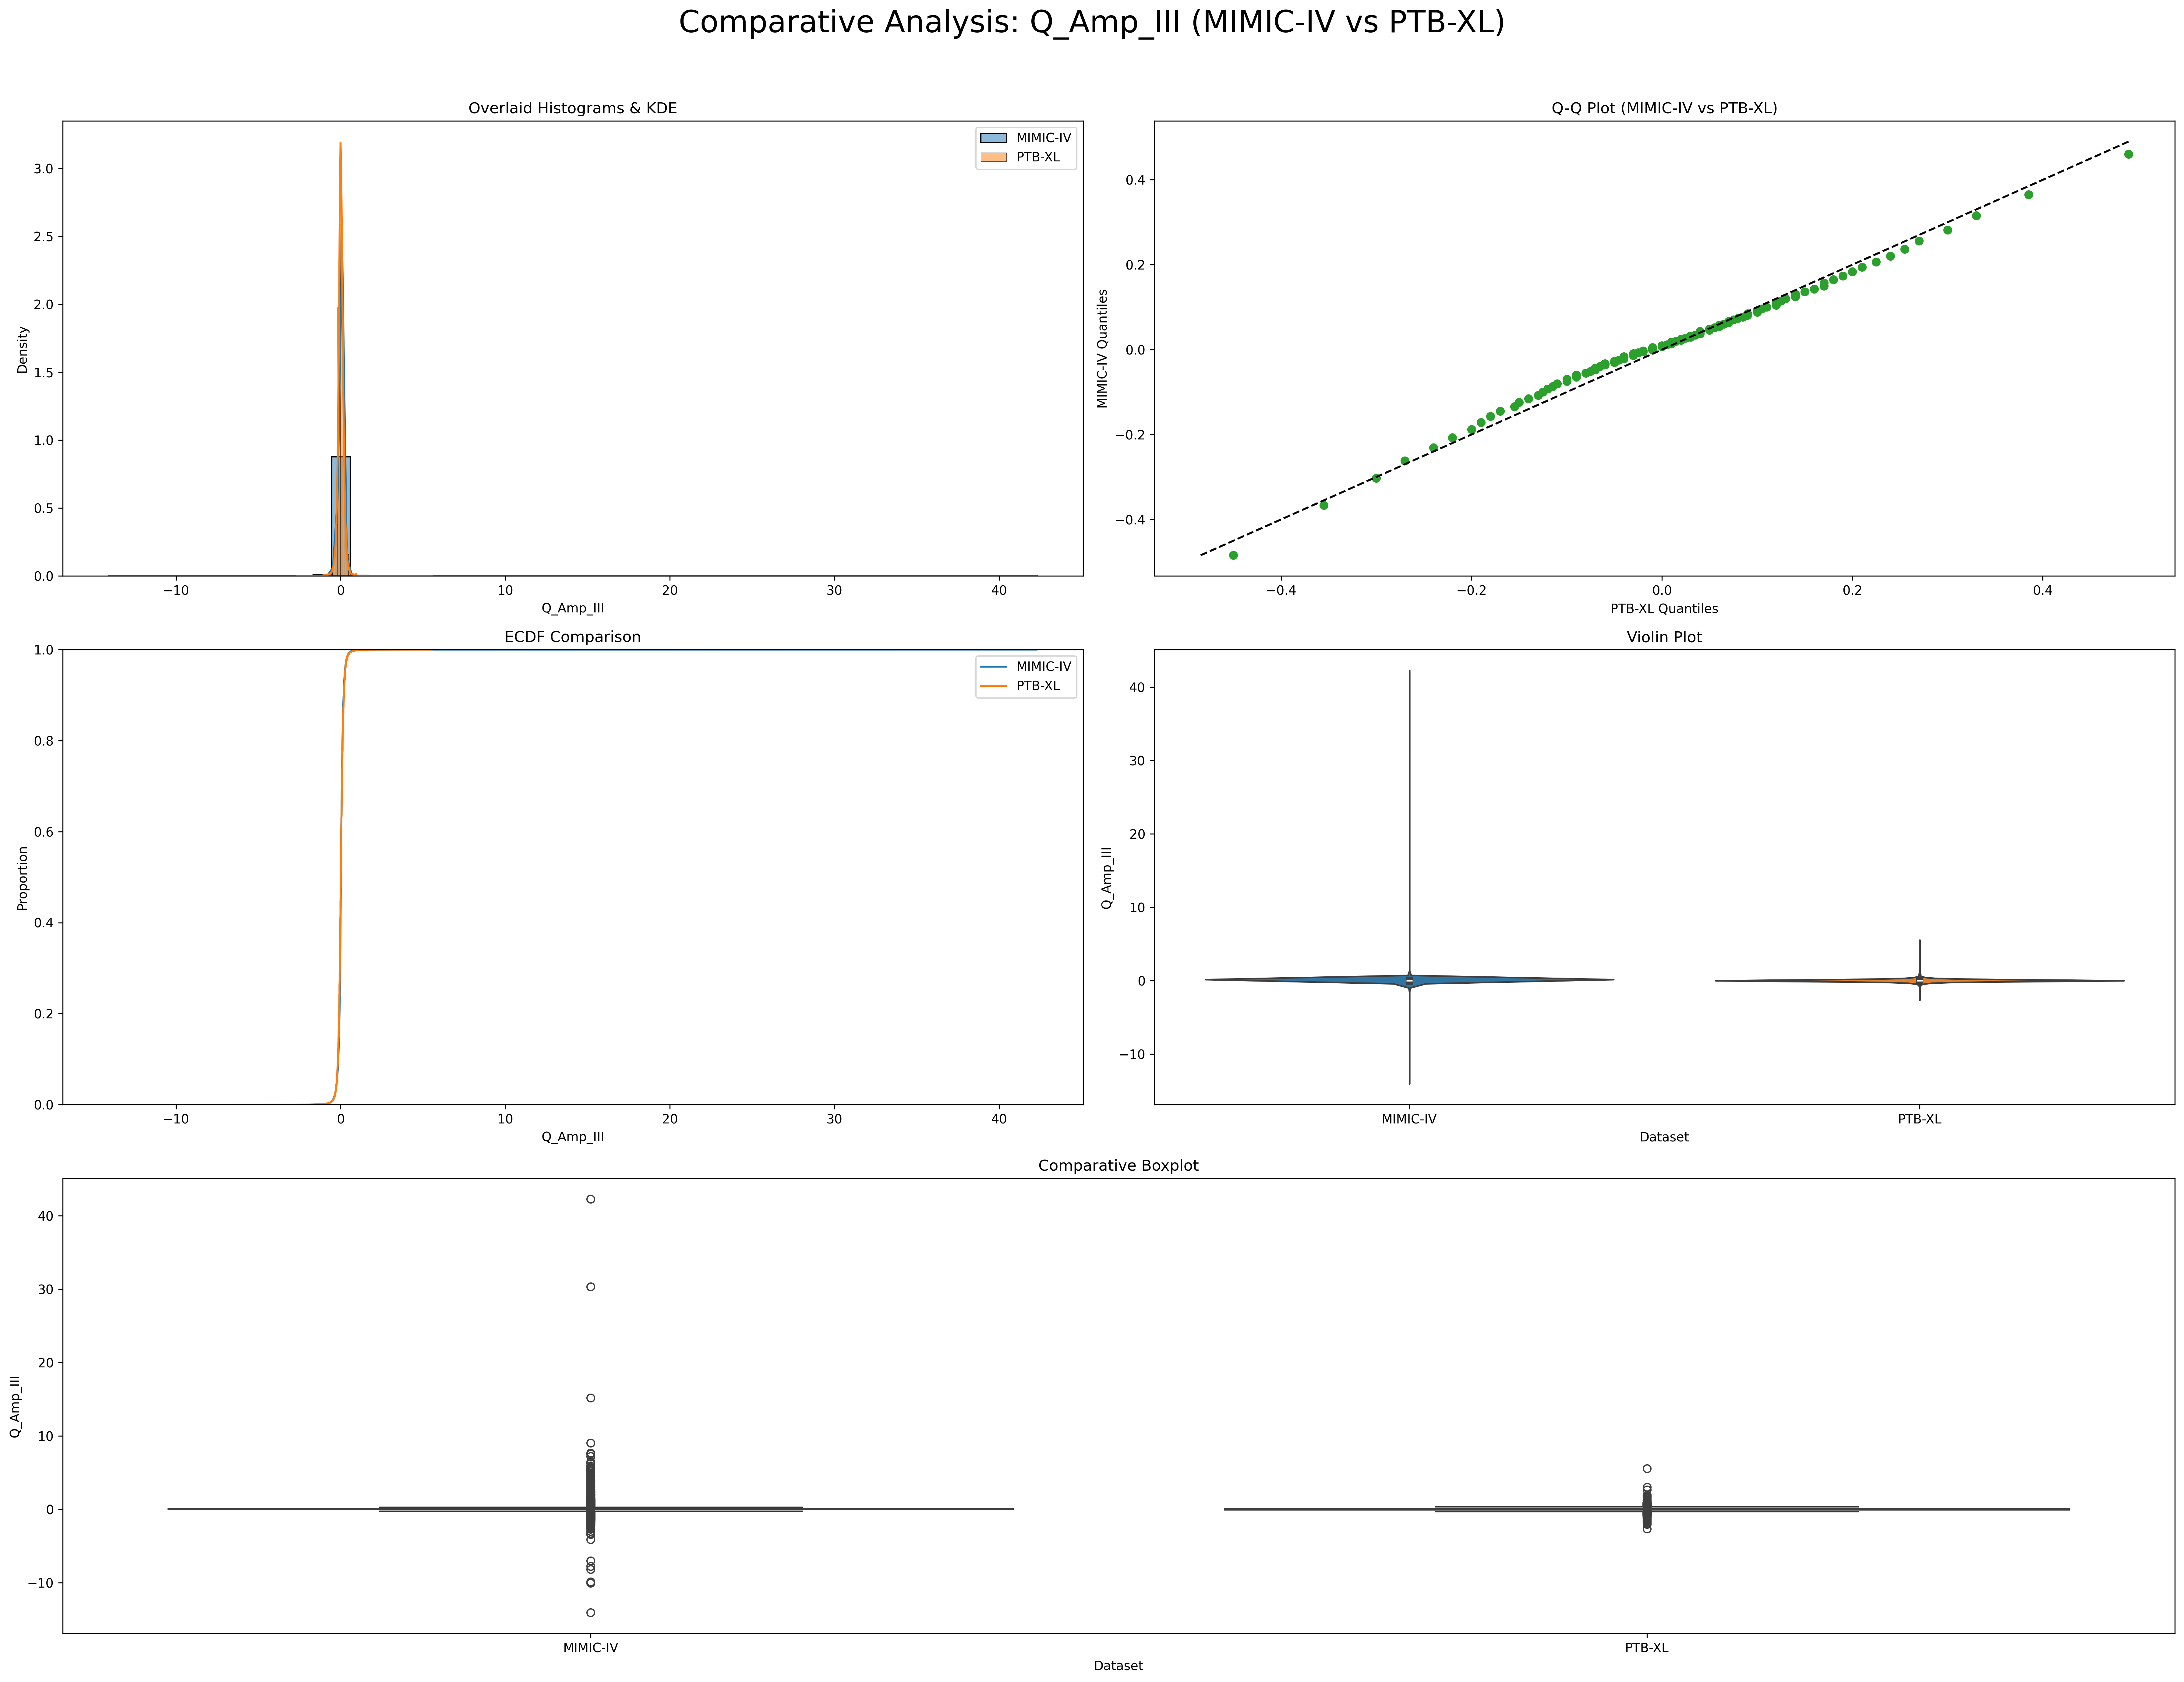 Comparative Analysis: Q_Amp_III (MIMIC-IV vs PTB-XL)
Overlaid Histograms & KDE
MIMIC-IV
PTB-XL
Density
3.0
2.5
2.0
1.5
1.0
0.5
0.0
−10 0 10 20 30 40
Q_Amp_III
Q-Q Plot (MIMIC-IV vs PTB-XL)
MIMIC-IV Quantiles
0.4
0.2
0.0
−0.2
−0.4
−0.4 −0.2 0.0 0.2 0.4
PTB-XL Quantiles
ECDF Comparison
MIMIC-IV
PTB-XL
Proportion
1.0
0.8
0.6
0.4
0.2
0.0
−10 0 10 20 30 40
Q_Amp_III
Violin Plot
Q_Amp_III
40
30
20
10
0
−10
MIMIC-IV PTB-XL
Dataset
Comparative Boxplot
Q_Amp_III
40
30
20
10
0
−10
MIMIC-IV PTB-XL
Dataset